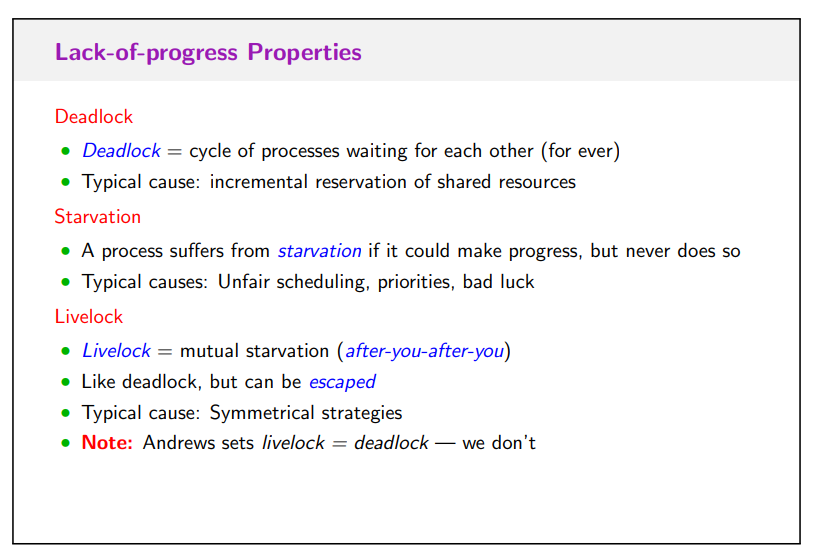 Lack-of-progress Properties
Deadlock
• Deadlock = cycle of processes waiting for each other (for ever)
• Typical cause: incremental reservation of shared resources
Starvation
• A process suffers from starvation if it could make progress, but never does so
• Typical causes: Unfair scheduling, priorities, bad luck
Livelock
• Livelock = mutual starvation (after-you-after-you)
• Like deadlock, but can be escaped
• Typical cause: Symmetrical strategies
• Note: Andrews sets livelock = deadlock — we don't